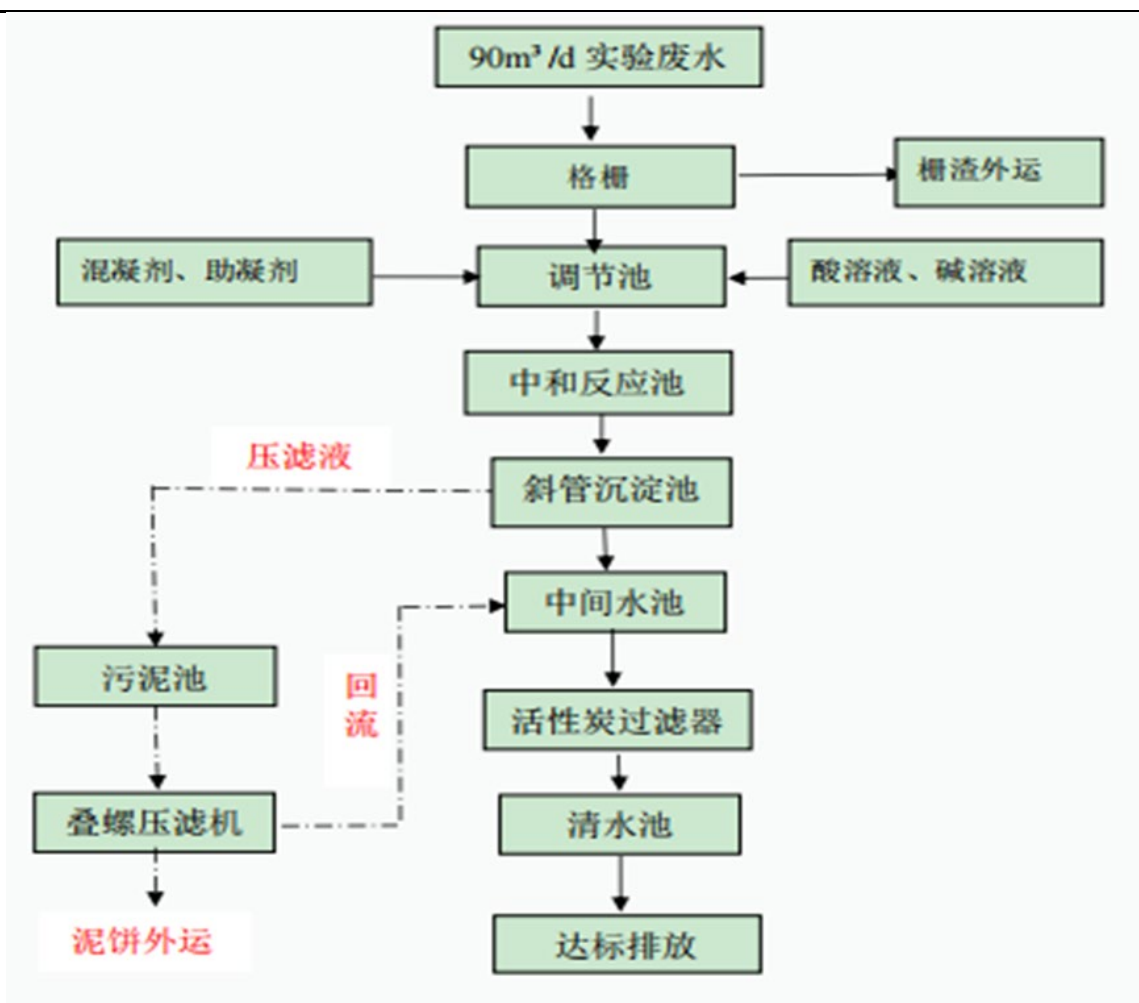 90m³/d 实验废水
格栅
栅渣外运
混凝剂、助凝剂
调节池
酸溶液、碱溶液
中和反应池
压滤液
斜管沉淀池
中间水池
污泥池
回
流
活性炭过滤器
叠螺压滤机
清水池
泥饼外运
达标排放